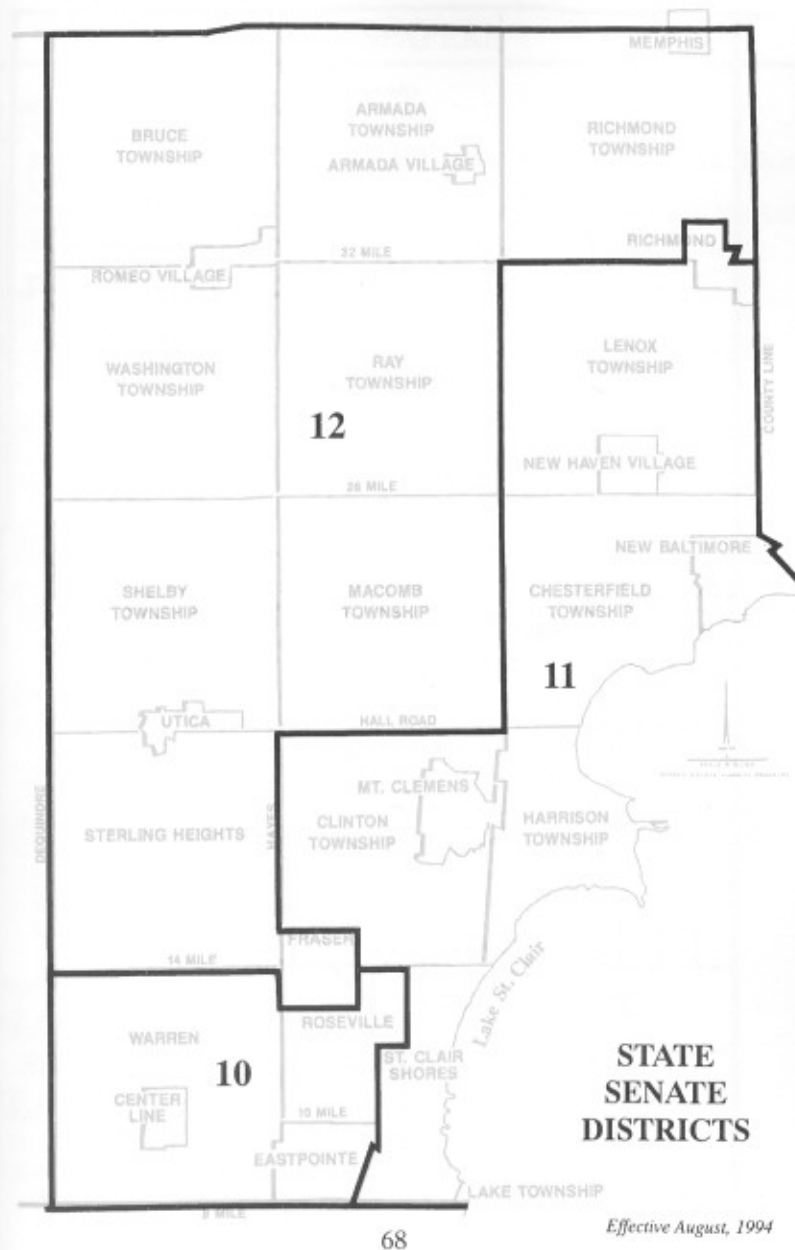 MEMPHIS
ARMADA
TOWNSHIP
BRUCE
TOWNSHIP
RICHMOND
TOWNSHIP
ARMADA VILLAGE
RICHMOND
32 MILE
ROMEO VILLAGE
WASHINGTON
TOWNSHIP
RAY
TOWNSHIP
LENOX
TOWNSHIP
COUNTY LINE
12
NEW HAVEN VILLAGE
26 MILE
NEW BALTIMORE
SHELBY
TOWNSHIP
MACOMB
TOWNSHIP
CHESTERFIELD
TOWNSHIP
11
UTICA
HALL ROAD
MT. CLEMENS
DEQUINDRE
STERLING HEIGHTS
HAYES
CLINTON
TOWNSHIP
HARRISON
TOWNSHIP
FRASER
14 MILE
Lake St. Clair
ROSEVILLE
WARREN
10
ST. CLAIR
SHORES
CENTER
LINE
10 MILE
EASTPOINTE
STATE
SENATE
DISTRICTS
LAKE TOWNSHIP
8 MILE
68
Effective August, 1994